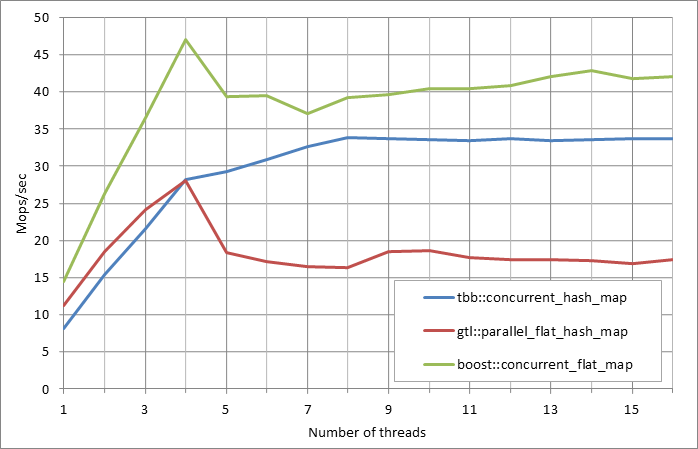 50
45
40
35
30
25
20
15
10
5
0
Mops/sec
tbb::concurrent_hash_map
gtl::parallel_flat_hash_map
boost::concurrent_flat_map
1 3 5 7 9 11 13 15
Number of threads